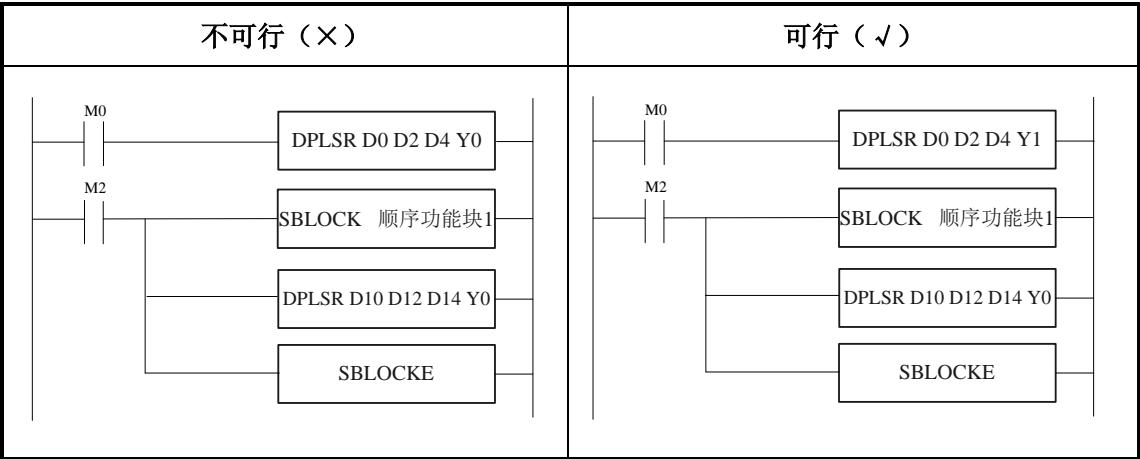 不可行（×）
可行（√）
M0
DPLSR D0 D2 D4 Y0
M2
SBLOCK 顺序功能块1
DPLSR D10 D12 D14 Y0
SBLOCKE
M0
DPLSR D0 D2 D4 Y1
M2
SBLOCK 顺序功能块1
DPLSR D10 D12 D14 Y0
SBLOCKE